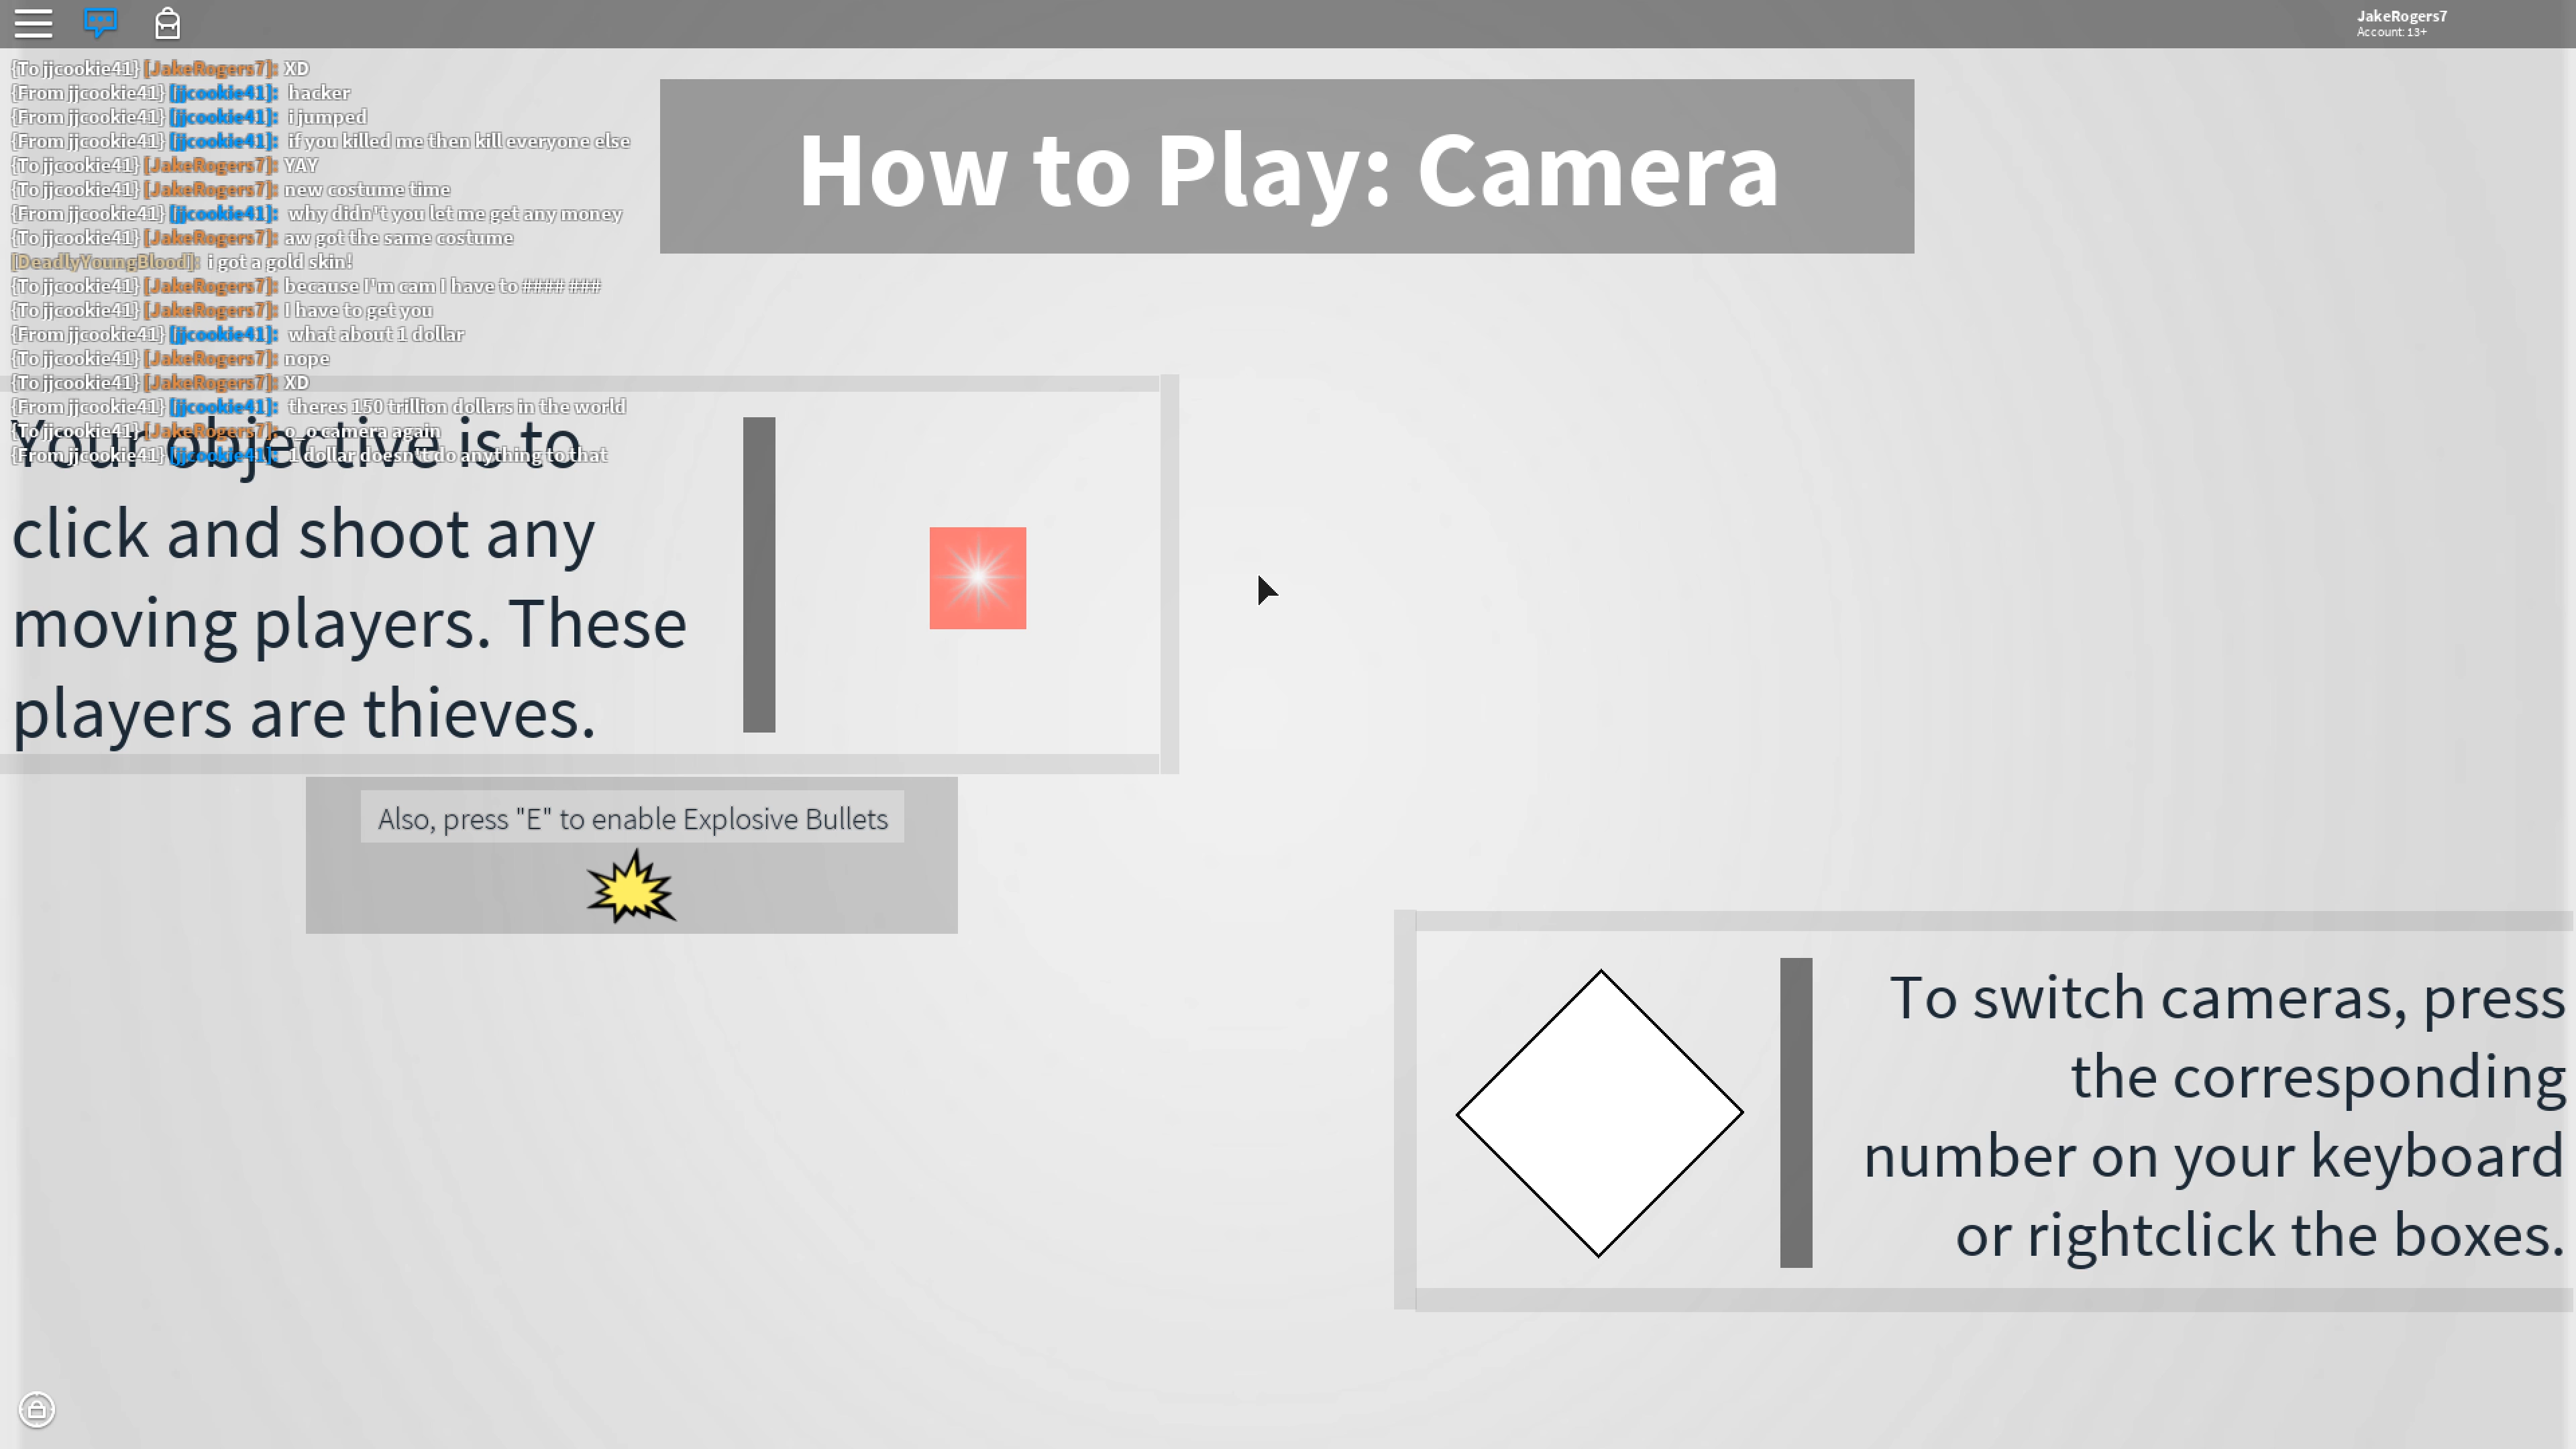 JakeRogers7
Account: 13+
{To jjcookie41} [JakeRogers7]: XD
{From jjcookie41} [jjcookie41]: hacker
{From jjcookie41} [jjcookie41]: i jumped
{From jjcookie41} [jjcookie41]: if you killed me then kill everyone else
{To jjcookie41} [JakeRogers7]: YAY
{To jjcookie41} [JakeRogers7]: new costume time
{From jjcookie41} [jjcookie41]: why didn't you let me get any money
{To jjcookie41} [JakeRogers7]: aw got the same costume
[DeadlyYoungBlood]: i got a gold skin!
{To jjcookie41} [JakeRogers7]: because I'm cam I have to #### ###
{To jjcookie41} [JakeRogers7]: I have to get you
{From jjcookie41} [jjcookie41]: what about 1 dollar
{To jjcookie41} [JakeRogers7]: nope
{To jjcookie41} [JakeRogers7]: XD
{From jjcookie41} [jjcookie41]: theres 150 trillion dollars in the world
{To jjcookie41} [JakeRogers7]: o_o camera again
{From jjcookie41} [jjcookie41]: 1 dollar doesn't do anything to that
How to Play: Camera
Your objective is to
click and shoot any
moving players. These
players are thieves.
Also, press "E" to enable Explosive Bullets
To switch cameras, press
the corresponding
number on your keyboard
or rightclick the boxes.